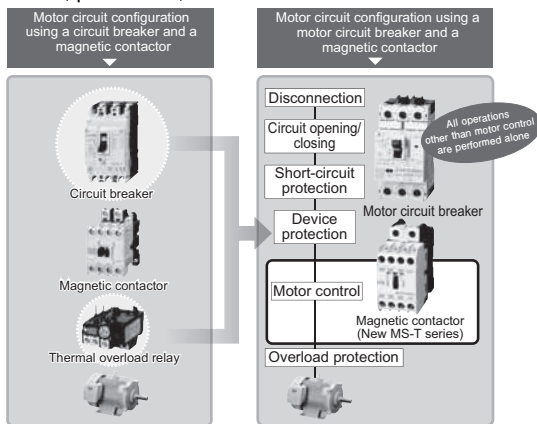 Motor circuit configuration
using a circuit breaker and a
magnetic contactor
Circuit breaker
Magnetic contactor
Thermal overload relay
Motor circuit configuration using a
motor circuit breaker and a
magnetic contactor
Disconnection
Circuit opening/
closing
Short-circuit
protection
Device
protection
Motor control
Overload protection
All operations
other than motor control
are performed alone
Motor circuit breaker
Magnetic contactor
(New MS-T series)